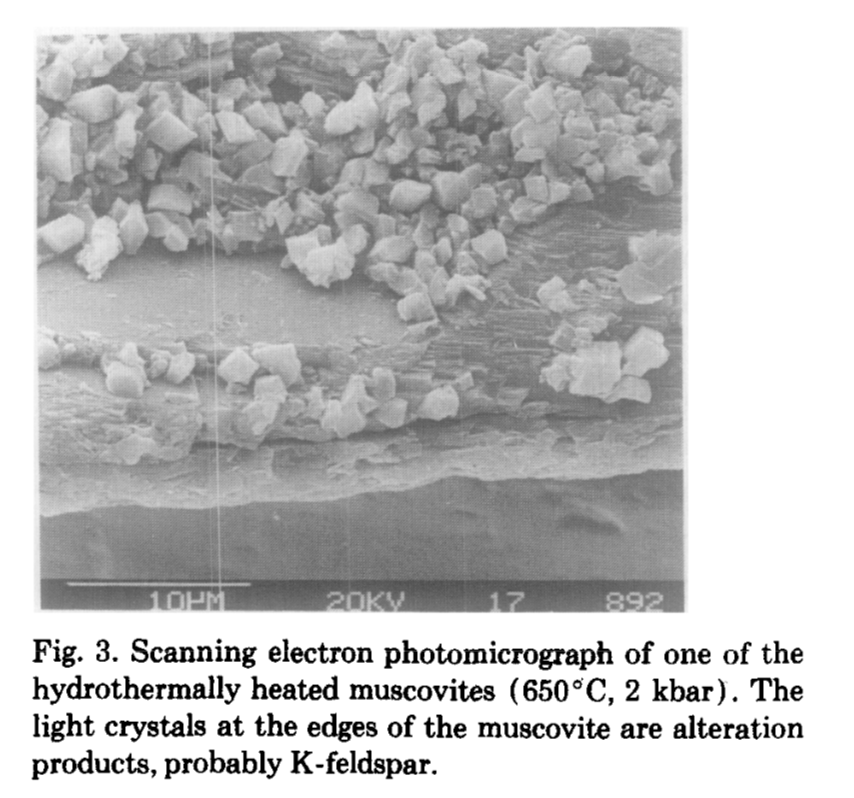 10µM 20KV 17 892
Fig. 3. Scanning electron photomicrograph of one of the
hydrothermally heated muscovites (650°C, 2 kbar). The
light crystals at the edges of the muscovite are alteration
products, probably K-feldspar.